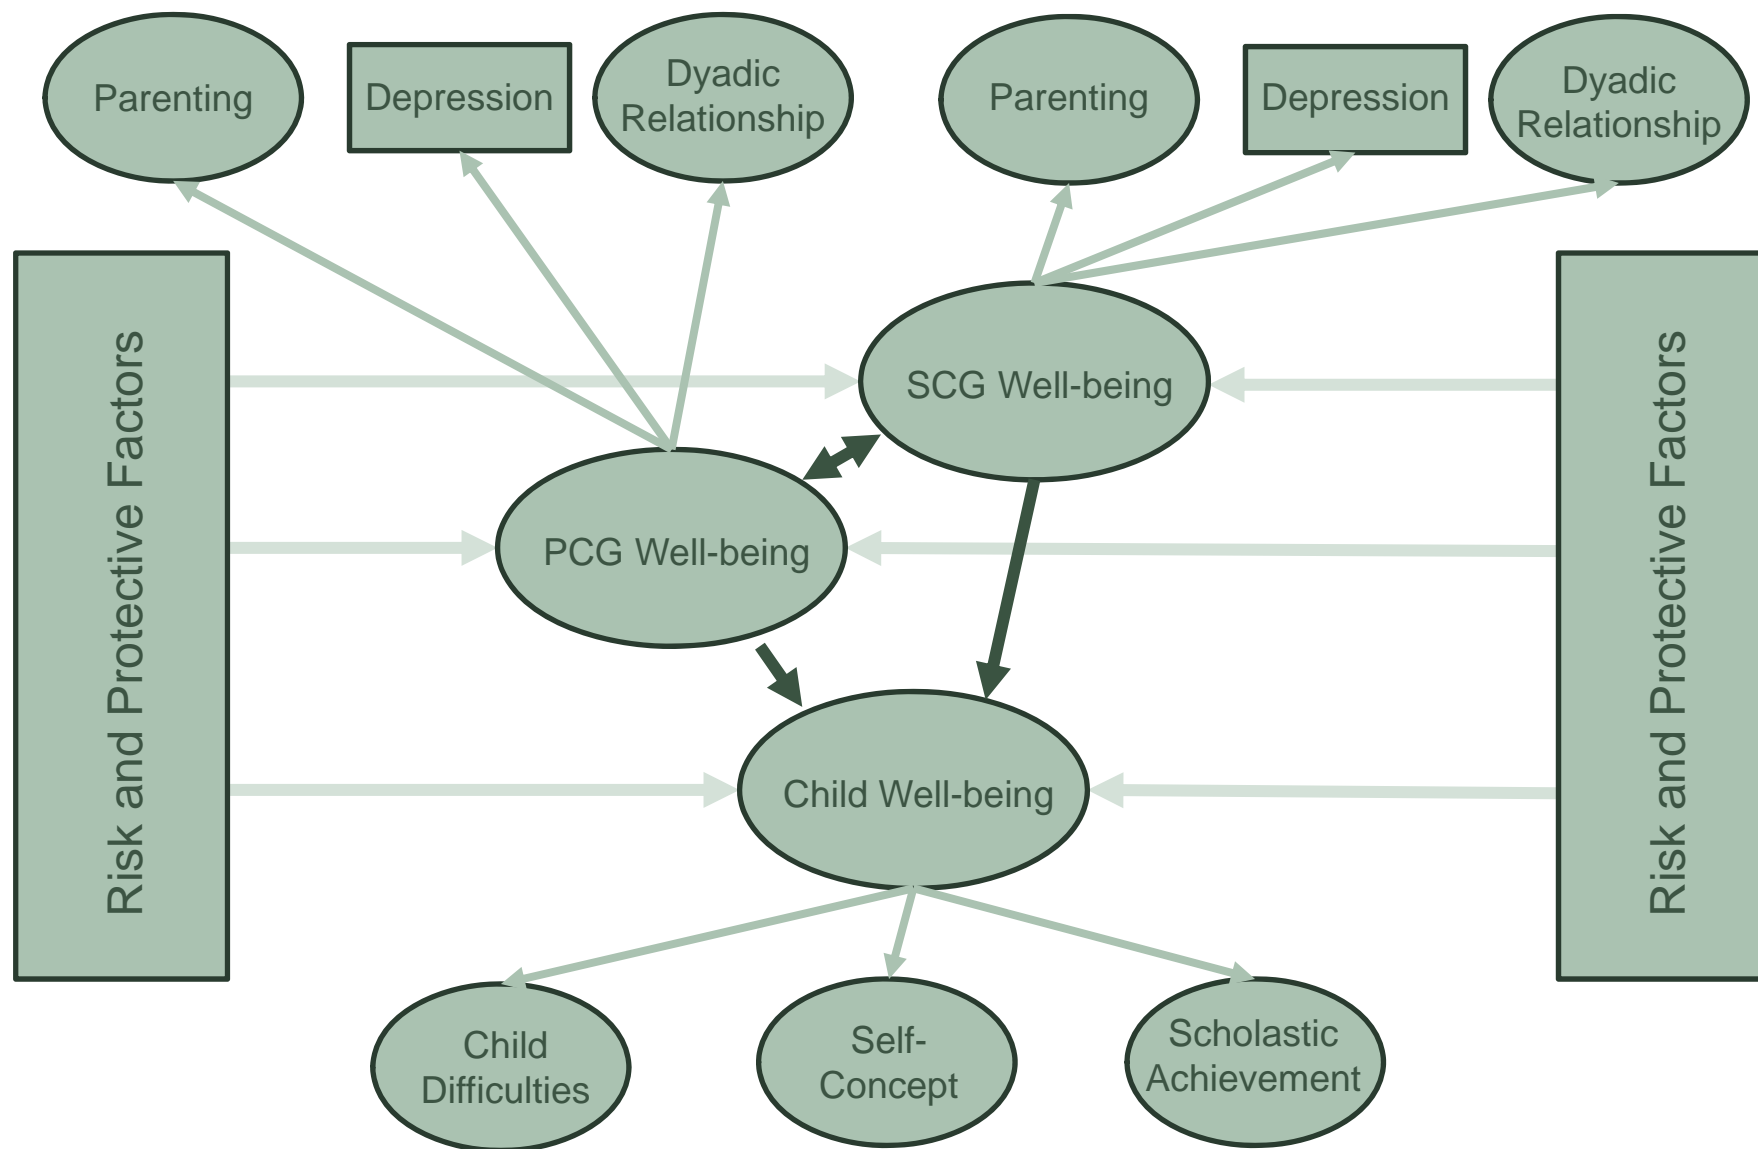 Parenting
Depression
Dyadic
Relationship
Parenting
Depression
Dyadic
Relationship
Risk and Protective Factors
SCG Well-being
PCG Well-being
Child Well-being
Risk and Protective Factors
Child
Difficulties
Self-
Concept
Scholastic
Achievement